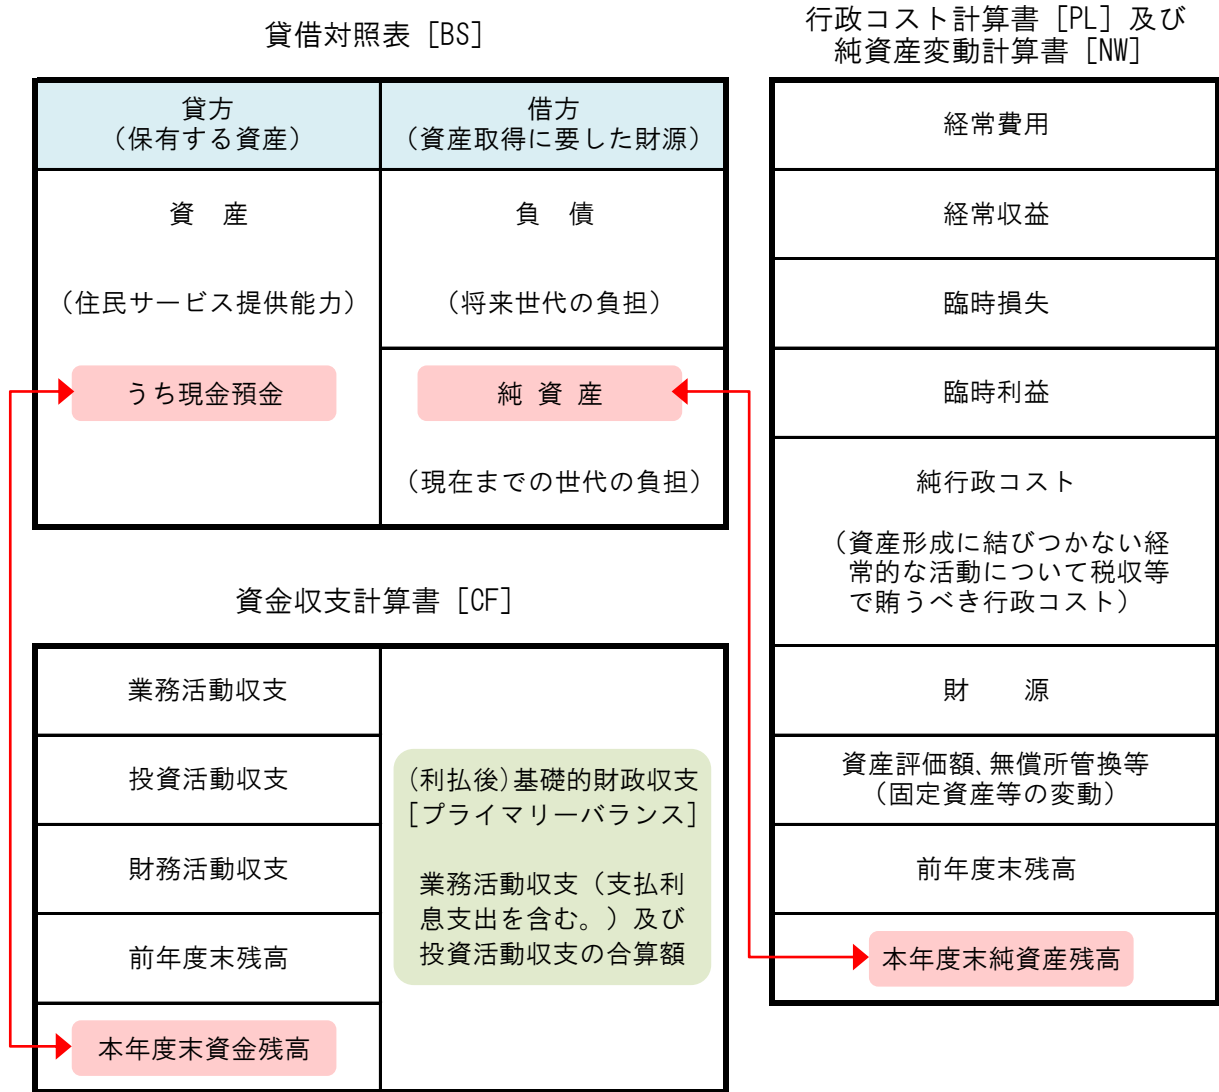 貸借対照表［BS］
貸方
（保有する資産）
借方
（資産取得に要した財源）
資　産
（住民サービス提供能力）
うち現金預金
負　債
（将来世代の負担）
純 資 産
（現在までの世代の負担）
資金収支計算書［CF］
業務活動収支
投資活動収支
財務活動収支
前年度末残高
本年度末資金残高
(利払後)基礎的財政収支
［プライマリーバランス］
業務活動収支（支払利
息支出を含む。）及び
投資活動収支の合算額
行政コスト計算書［PL］及び
純資産変動計算書［NW］
経常費用
経常収益
臨時損失
臨時利益
純行政コスト
（資産形成に結びつかない経
常的な活動について税収等
で賄うべき行政コスト）
財　　源
資産評価額、無償所管換等
（固定資産等の変動）
前年度末残高
本年度末純資産残高